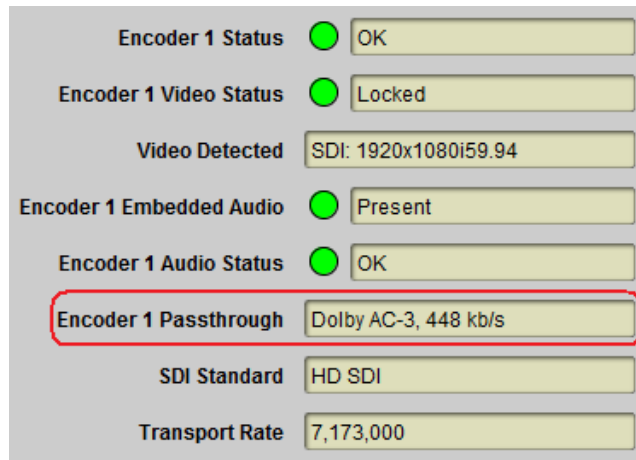 Encoder 1 Status OK
Encoder 1 Video Status Locked
Video Detected SDI: 1920x1080i59.94
Encoder 1 Embedded Audio Present
Encoder 1 Audio Status OK
Encoder 1 Passthrough Dolby AC-3, 448 kb/s
SDI Standard HD SDI
Transport Rate 7,173,000